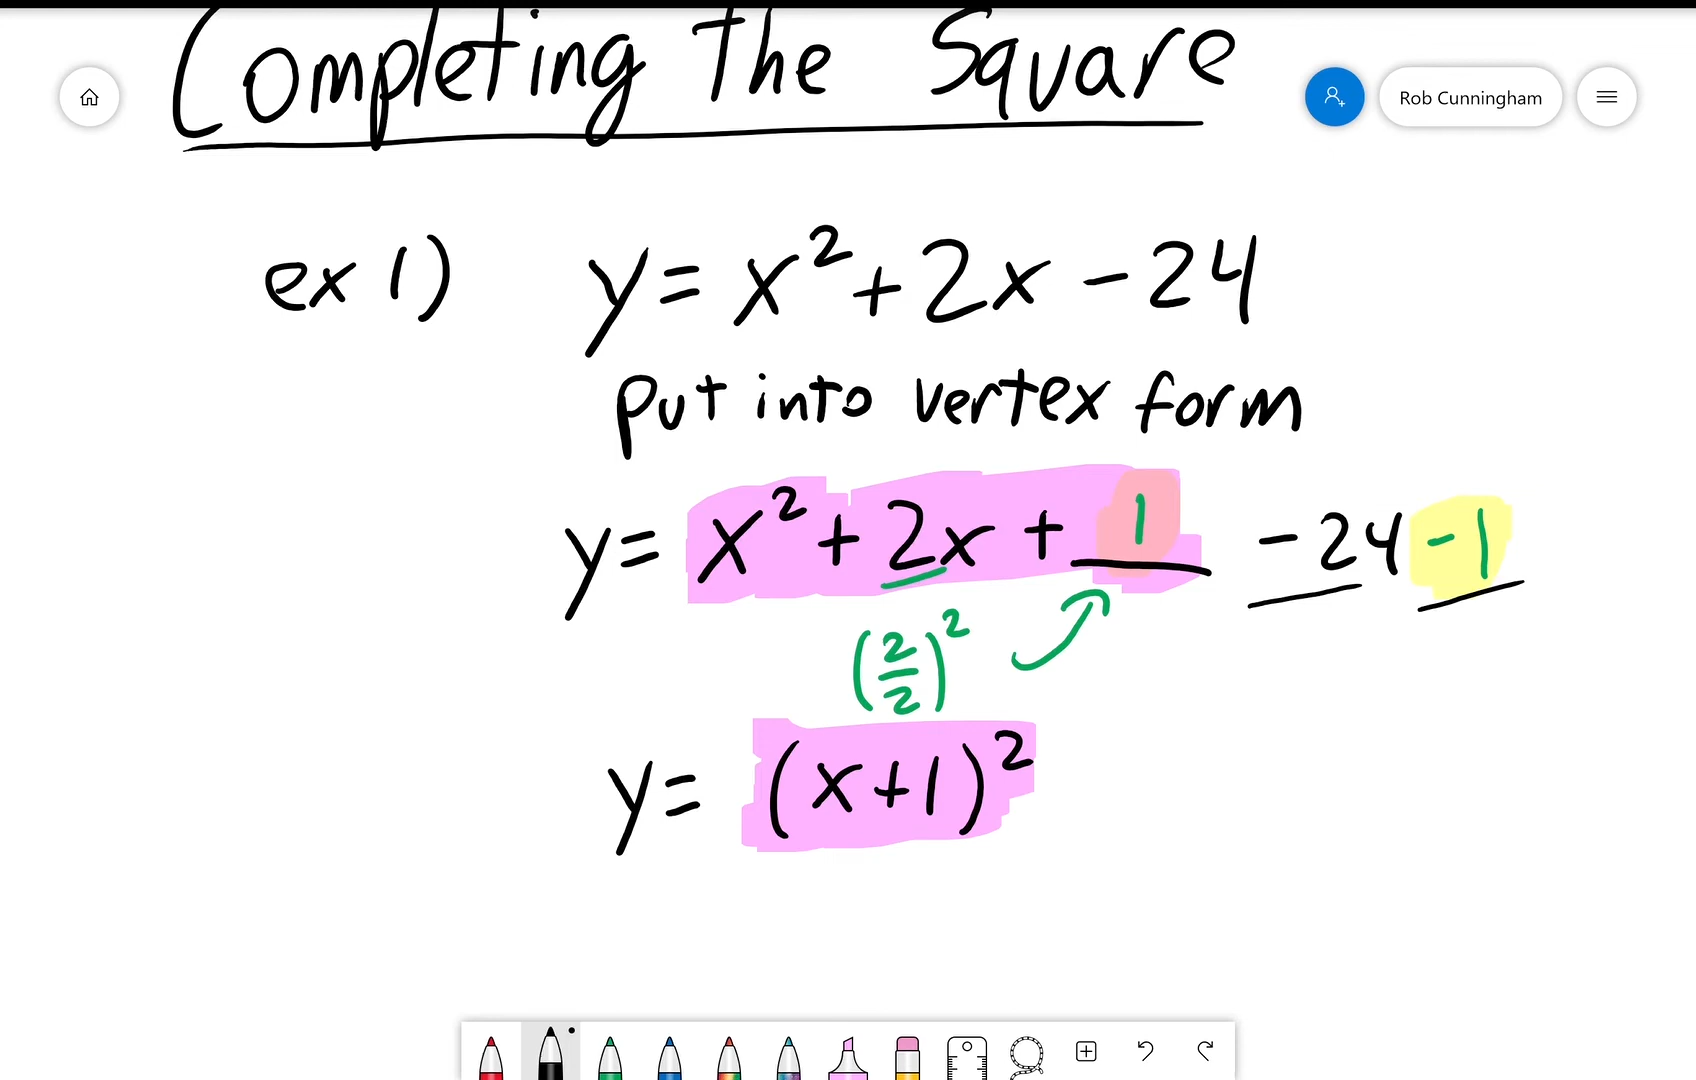 Completing The Square
Rob Cunningham
ex 1) y = x² + 2x - 24
put into vertex form
y = x² + 2x + 1 - 24 - 1
(2/2)²
y = (x+1)²